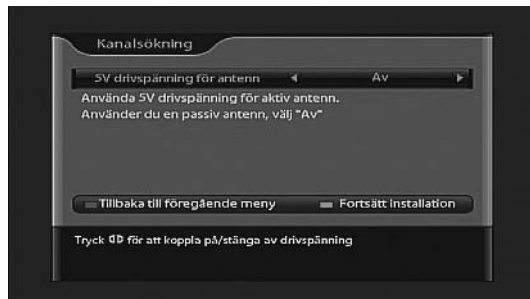 Kanalsökning
5V drivspänning för antenn Av
Använda 5V drivspänning för aktiv antenn.
Använder du en passiv antenn, välj "Av"
Tillbaka till föregående meny Fortsätt installation
Tryck ◁▷ för att koppla på/stänga av drivspänning